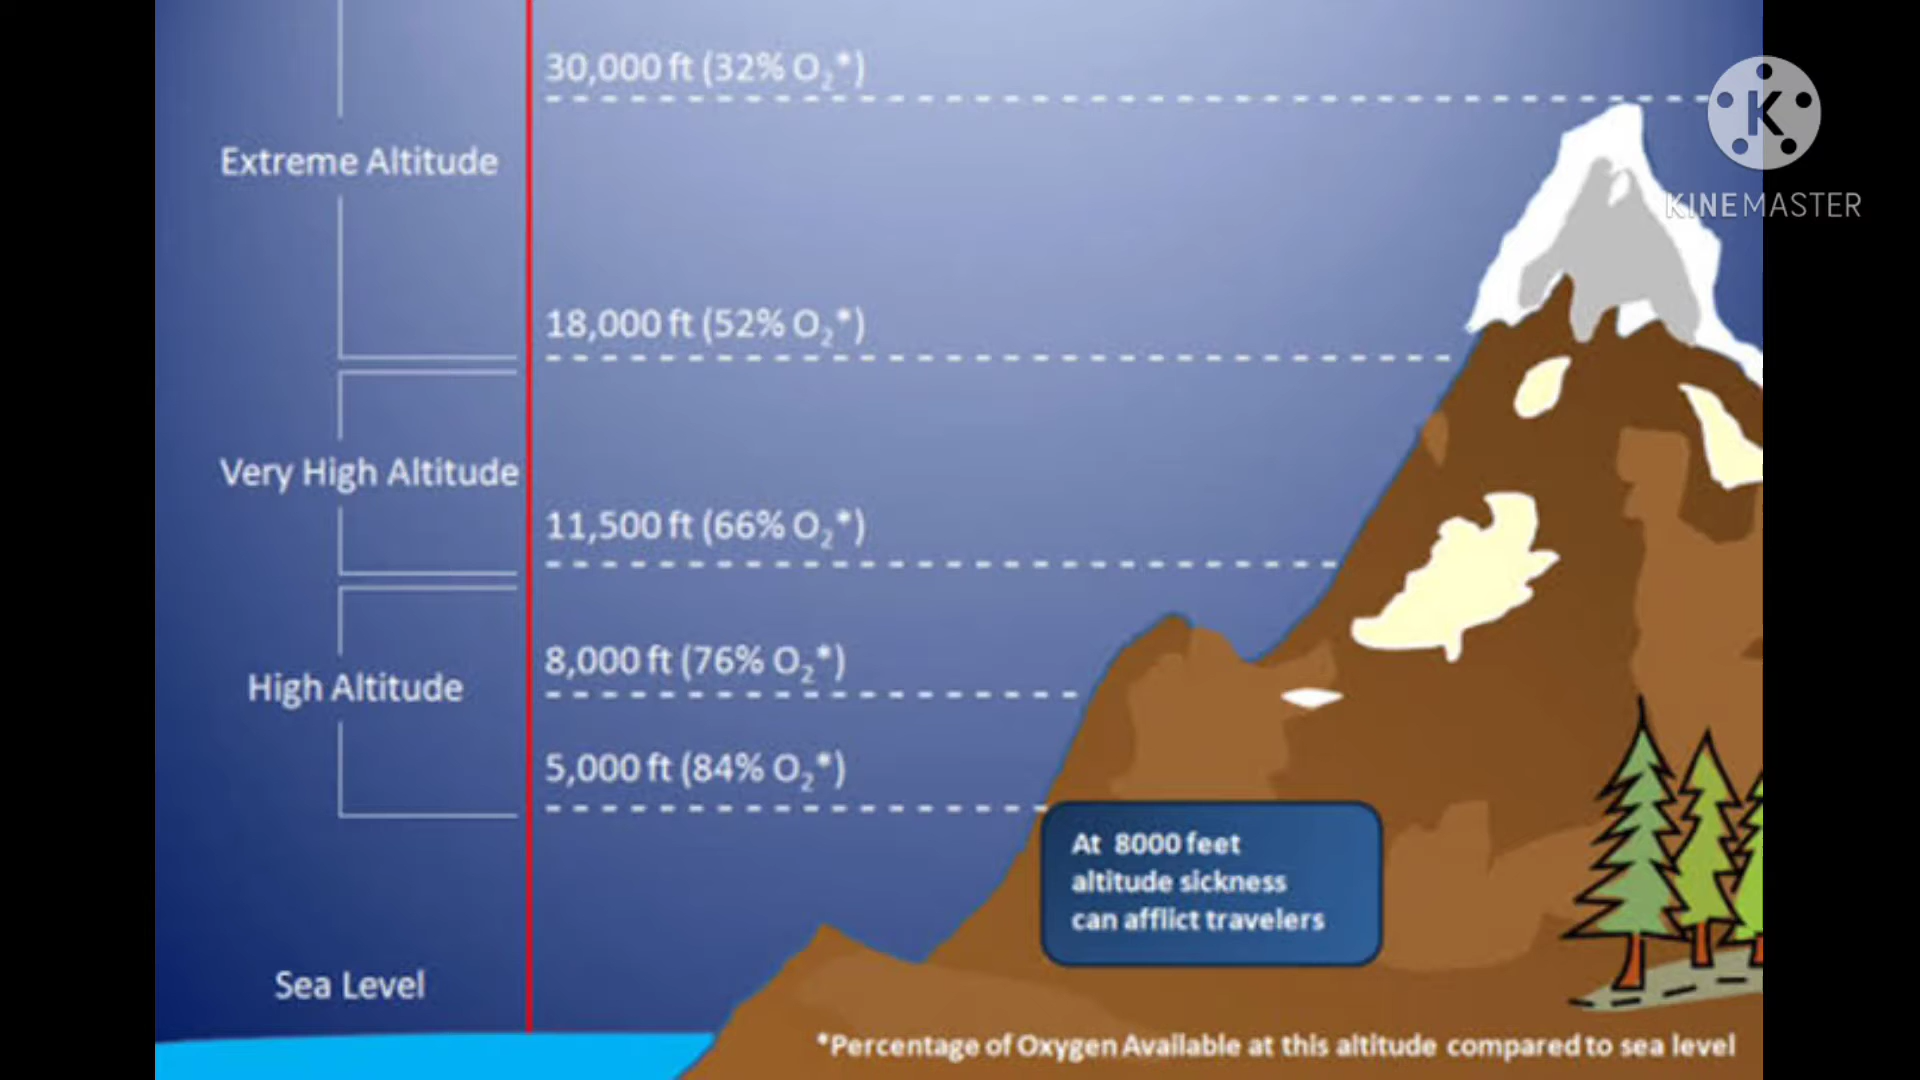 30,000 ft (32% O₂*)
Extreme Altitude
18,000 ft (52% O₂*)
Very High Altitude
11,500 ft (66% O₂*)
8,000 ft (76% O₂*)
High Altitude
5,000 ft (84% O₂*)
At 8000 feet
altitude sickness
can afflict travelers
Sea Level
*Percentage of Oxygen Available at this altitude compared to sea level
K
KINEMASTER